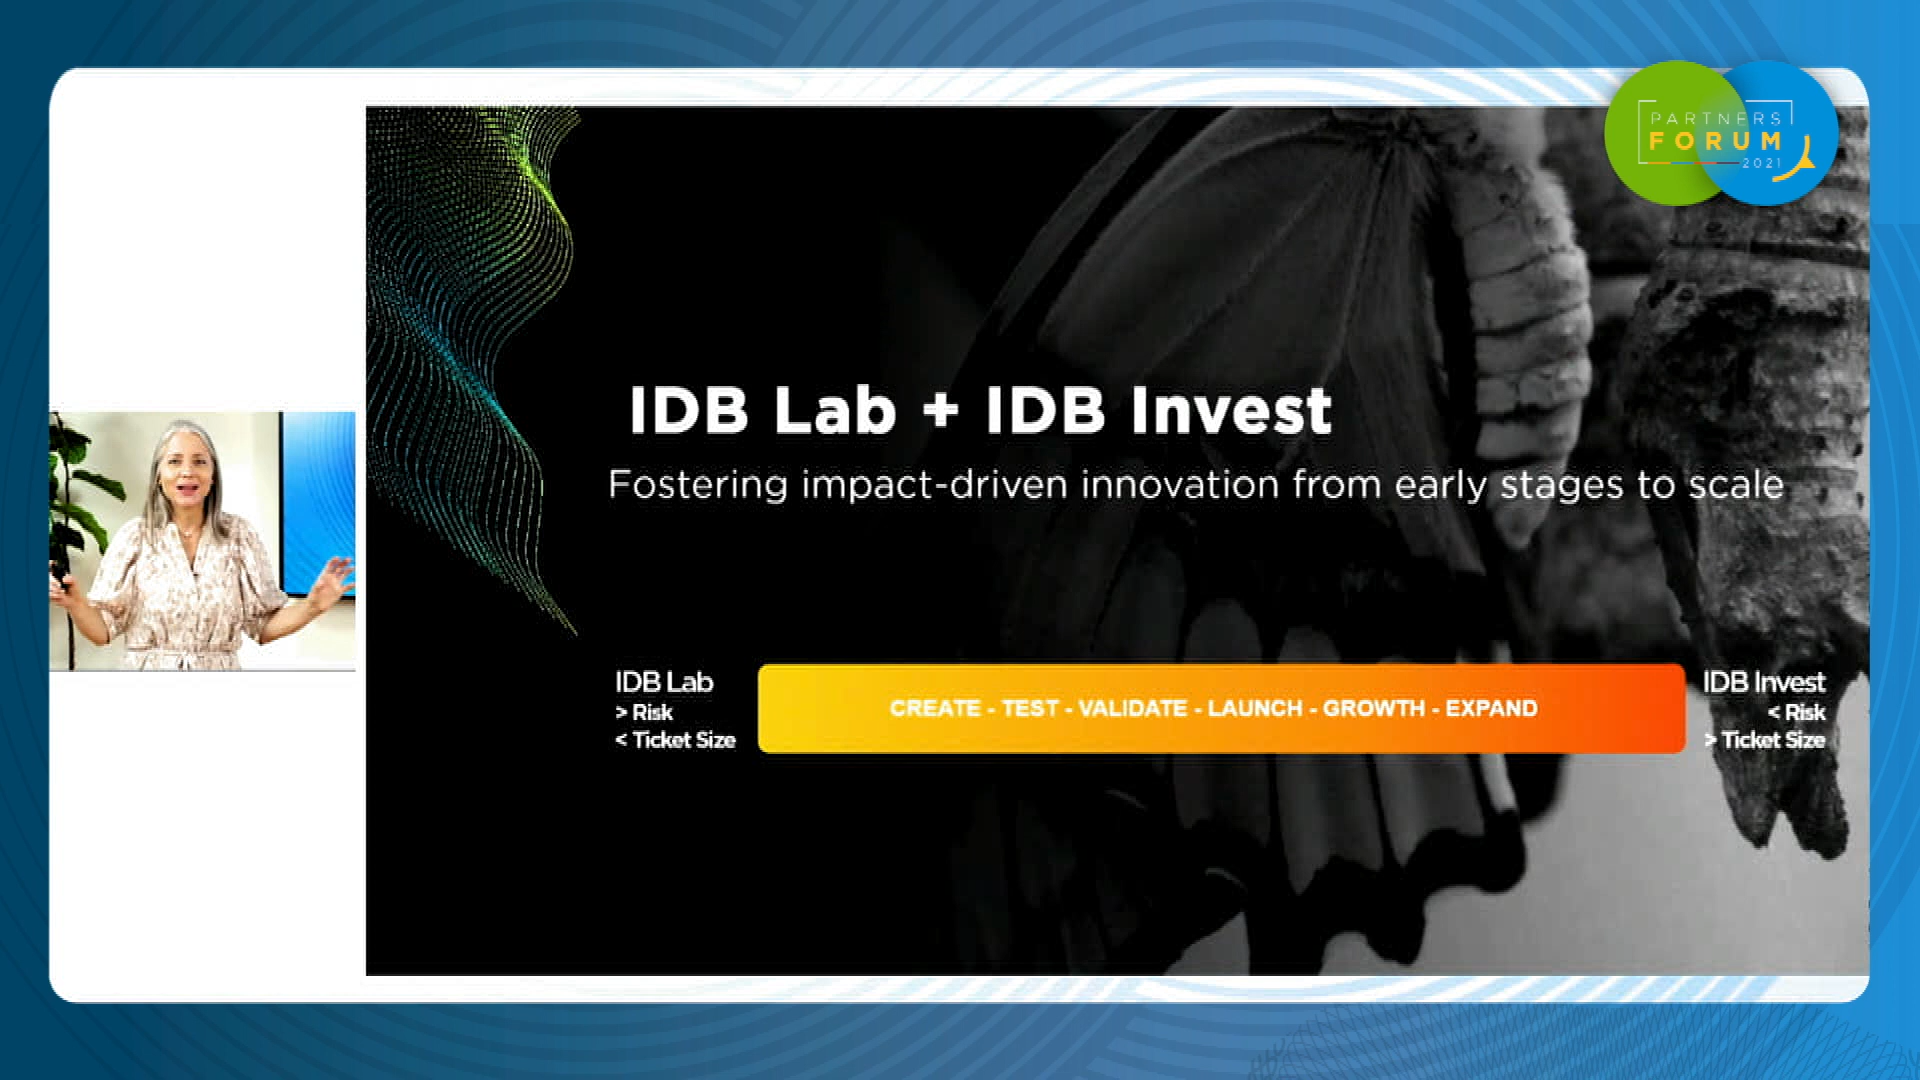 PARTNERS
FORUM
2021
IDB Lab + IDB Invest
Fostering impact-driven innovation from early stages to scale
IDB Lab
> Risk
< Ticket Size
CREATE - TEST - VALIDATE - LAUNCH - GROWTH - EXPAND
IDB Invest
< Risk
> Ticket Size